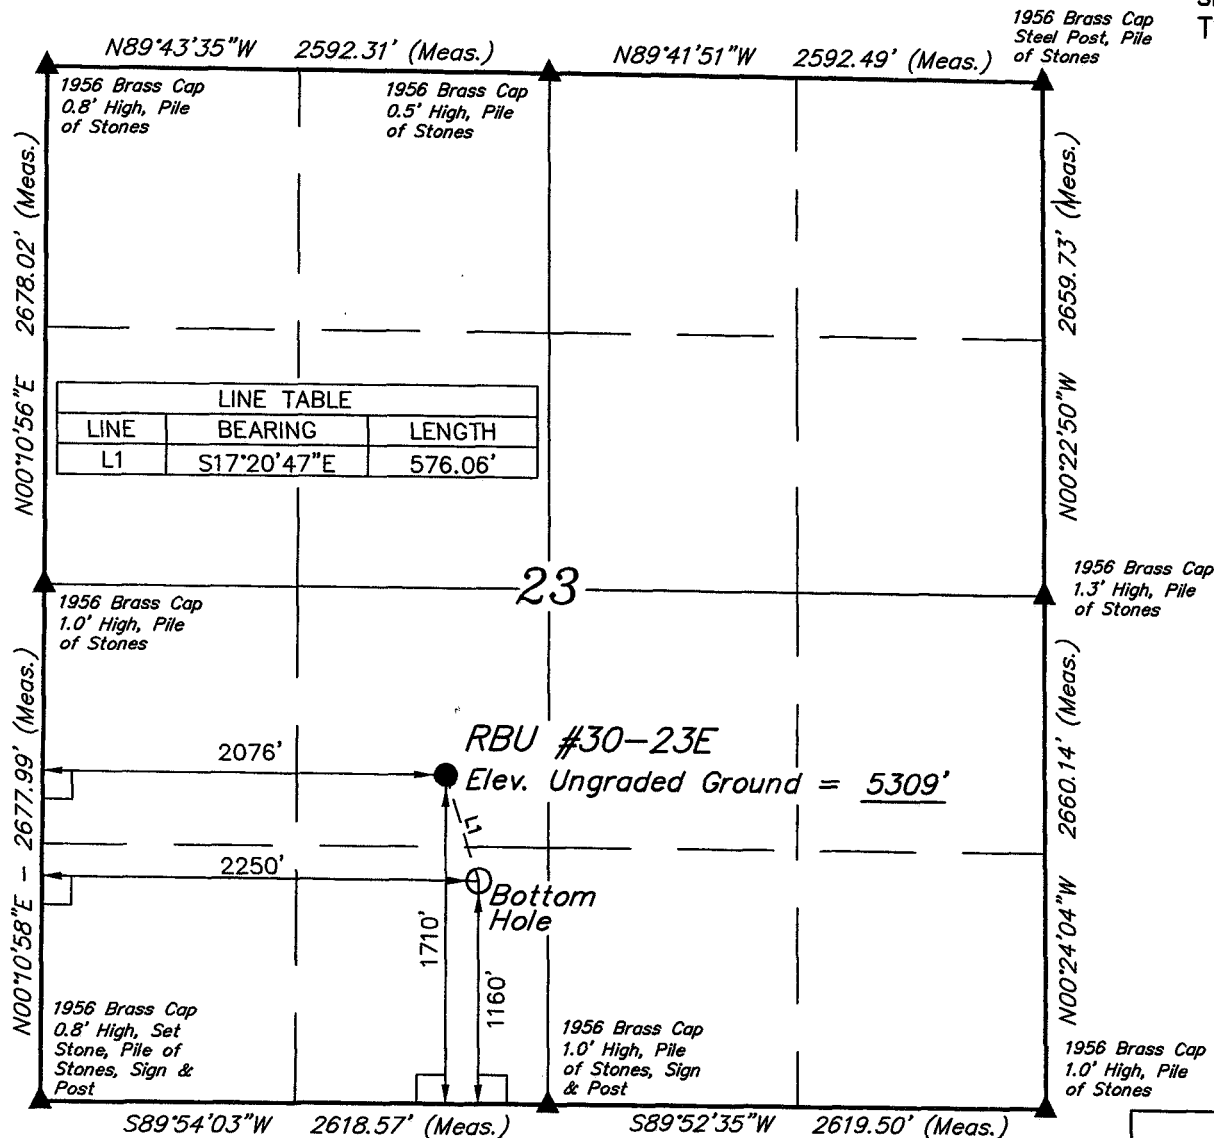 1956 Brass Cap
Steel Post, Pile
of Stones
T
N89°43'35"W 2592.31' (Meas.)
N89°41'51"W 2592.49' (Meas.)
1956 Brass Cap
0.8' High, Pile
of Stones
1956 Brass Cap
0.5' High, Pile
of Stones
N00°10'56"E 2678.02' (Meas.)
N00°22'50"W 2659.73' (Meas.)
LINE TABLE
LINE BEARING LENGTH
L1 S17°20'47"E 576.06'
23
1956 Brass Cap
1.0' High, Pile
of Stones
1956 Brass Cap
1.3' High, Pile
of Stones
N00°10'58"E - 2677.99' (Meas.)
N00°24'04"W 2660.14' (Meas.)
2076'
RBU #30-23E
Elev. Ungraded Ground = 5309'
L1
2250'
Bottom
Hole
1710'
1160'
1956 Brass Cap
0.8' High, Set
Stone, Pile of
Stones, Sign &
Post
1956 Brass Cap
1.0' High, Pile
of Stones, Sign
& Post
1956 Brass Cap
1.0' High, Pile
of Stones
S89°54'03"W 2618.57' (Meas.)
S89°52'35"W 2619.50' (Meas.)